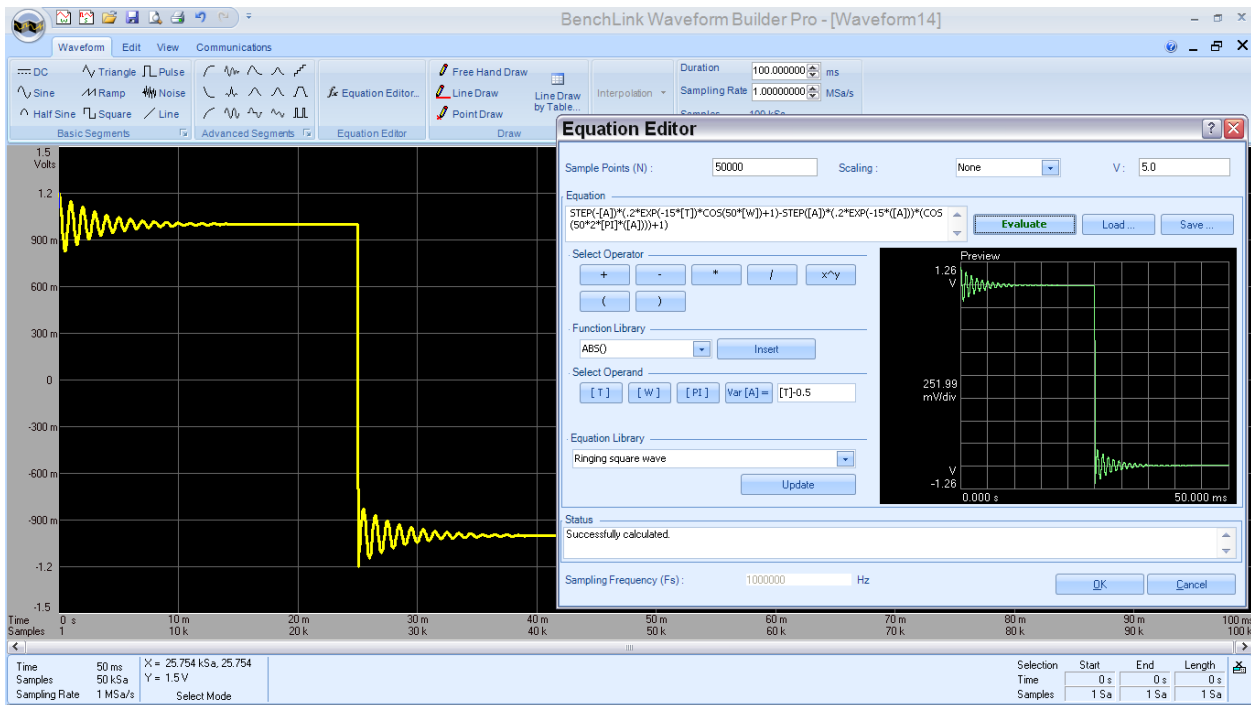 BenchLink Waveform Builder Pro - [Waveform14]
Waveform Edit View Communications
DC Triangle Pulse
Sine Ramp Noise
Half Sine Square Line
Basic Segments
Advanced Segments
fx Equation Editor...
Equation Editor
Free Hand Draw
Line Draw
Point Draw
Line Draw
by Table...
Draw
Interpolation
Duration 100.000000 ms
Sampling Rate 1.00000000 MSa/s
Samples 100 kSa
1.5
Volts
1.2
900 m
600 m
300 m
0
-300 m
-600 m
-900 m
-1.2
-1.5
Equation Editor
Sample Points (N) : 50000 Scaling : None V : 5.0
Equation
STEP(-[A])*(.2*EXP(-15*[T])*COS(50*[W])+1)-STEP([A])*(.2*EXP(-15*([A]))*(COS
(50*2*[PI]*([A])))+1)
Evaluate Load ... Save ...
Select Operator
+ - * / x^y
( )
Function Library
ABS() Insert
Select Operand
[ T ] [ W ] [ PI ] Var [A] = [T]-0.5
Equation Library
Ringing square wave
Update
Preview
1.26
V
251.99
mV/div
V
-1.26
0.000 s 50.000 ms
Status
Successfully calculated.
Sampling Frequency (Fs) : 1000000 Hz
OK Cancel
Time 0 s 10 m 20 m 30 m 40 m 50 m 60 m 70 m 80 m 90 m 100 m
Samples 1 10 k 20 k 30 k 40 k 50 k 60 k 70 k 80 k 90 k 100 k
Time 50 ms
Samples 50 kSa
Sampling Rate 1 MSa/s
X = 25.754 kSa, 25.754
Y = 1.5 V
Select Mode
Selection Start End Length
Time 0 s 0 s 0 s
Samples 1 Sa 1 Sa 1 Sa